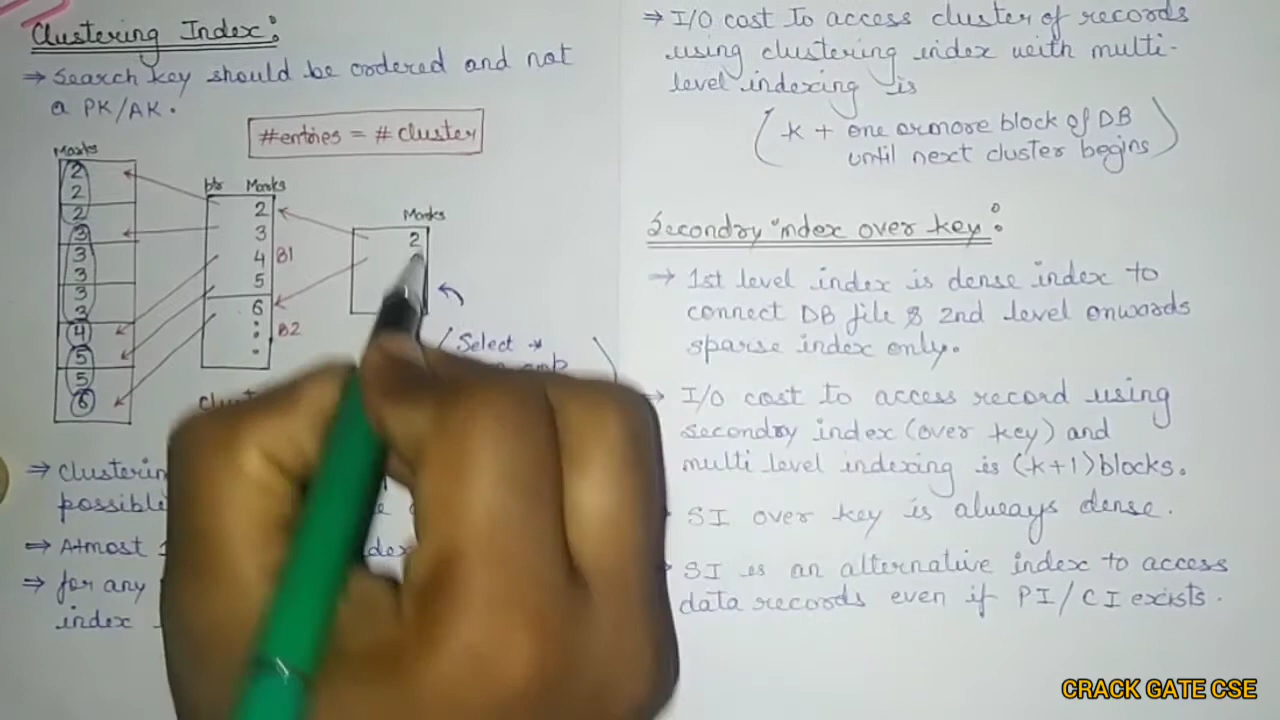 Clustering Index:
⇒ Search key should be ordered and not
a PK/AK.
#entries = #cluster
Marks
2
2
2
3
3
3
3
3
4
5
5
6
ptr Marks
2
3
4 B1
5
6
B2
Marks
2
Select *
⇒ Clusterin
possibl
⇒ Atmost 1
⇒ for any
index
⇒ I/O cost to access cluster of records
using clustering index with multi-
level indexing is
(k + one or more block of DB
until next cluster begins)
Secondry Index over key:
→ 1st level index is dense index to
connect DB file & 2nd level onwards
sparse index only.
→ I/O cost to access record using
secondry index (over key) and
multi level indexing is (k+1) blocks.
SI over key is always dense.
SI is an alternative index to access
data records even if PI/CI exists.
CRACK GATE CSE